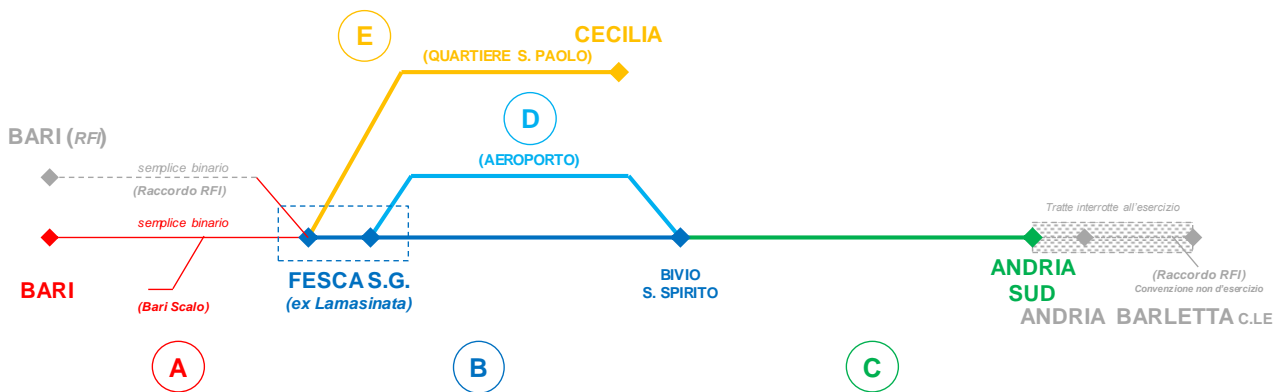 E
CECILIA
(QUARTIERE S. PAOLO)
D
BARI (RFI)
semplice binario
(AEROPORTO)
(Raccordo RFI)
semplice binario
Tratte interrotte all'esercizio
BARI
(Bari Scalo)
FESCA S.G.
(ex Lamasinata)
BIVIO
S. SPIRITO
ANDRIA
SUD
(Raccordo RFI)
Convenzione non d'esercizio
ANDRIA BARLETTA C.LE
A
B
C